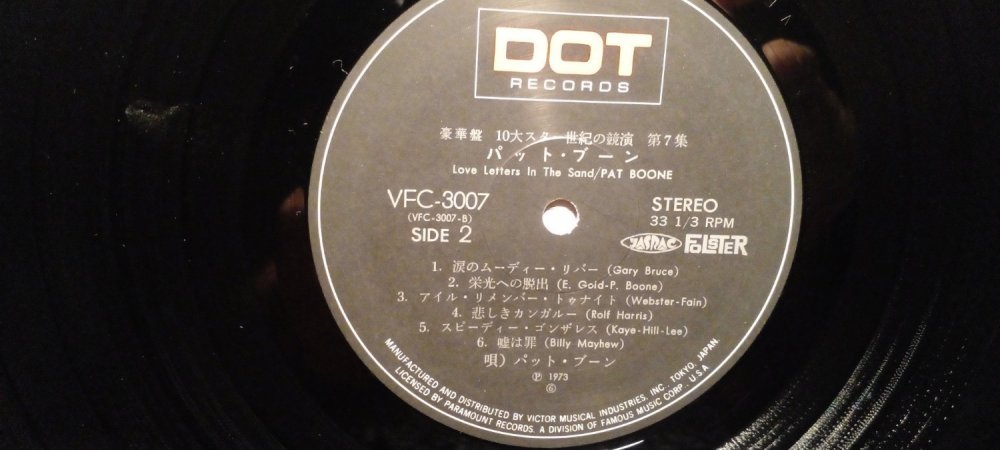 DOT
RECORDS
豪華盤 10大スター世紀の競演 第7集
パット・ブーン
Love Letters In The Sand/PAT BOONE
VFC-3007
(VFC-3007-B)
SIDE 2
STEREO
33 1/3 RPM
JASRAC FOLSTER
1. 涙のムーディー・リバー (Gary Bruce)
2. 栄光への脱出 (E. Gold-P. Boone)
3. アイル・リメンバー・トゥナイト (Webster-Fain)
4. 悲しきカンガルー (Rolf Harris)
5. スピーディー・ゴンザレス (Kaye-Hill-Lee)
6. 嘘は罪 (Billy Mayhew)
唄) パット・ブーン
Ⓟ 1973
MANUFACTURED AND DISTRIBUTED BY VICTOR MUSICAL INDUSTRIES, INC. TOKYO, JAPAN.
LICENSED BY PARAMOUNT RECORDS. A DIVISION OF FAMOUS MUSIC CORP. U.S.A.